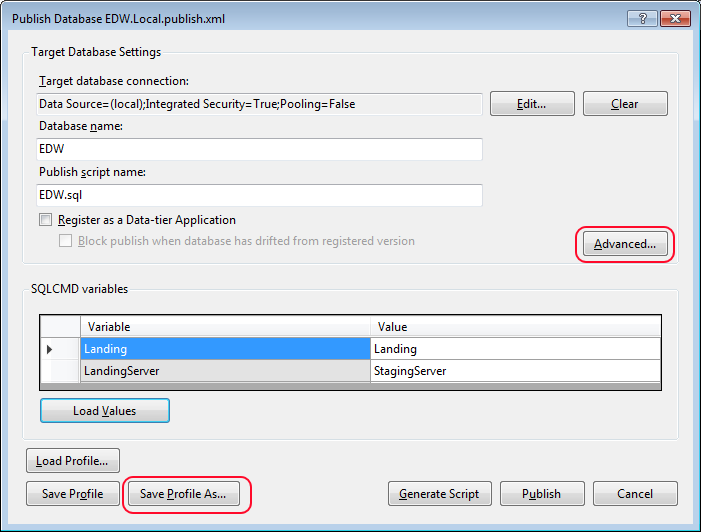 Publish Database EDW.Local.publish.xml
Target Database Settings
Target database connection:
Data Source=(local);Integrated Security=True;Pooling=False
Edit...
Clear
Database name:
EDW
Publish script name:
EDW.sql
Register as a Data-tier Application
Block publish when database has drifted from registered version
Advanced...
SQLCMD variables
Variable Value
Landing Landing
LandingServer StagingServer
Load Values
Load Profile...
Save Profile
Save Profile As...
Generate Script
Publish
Cancel